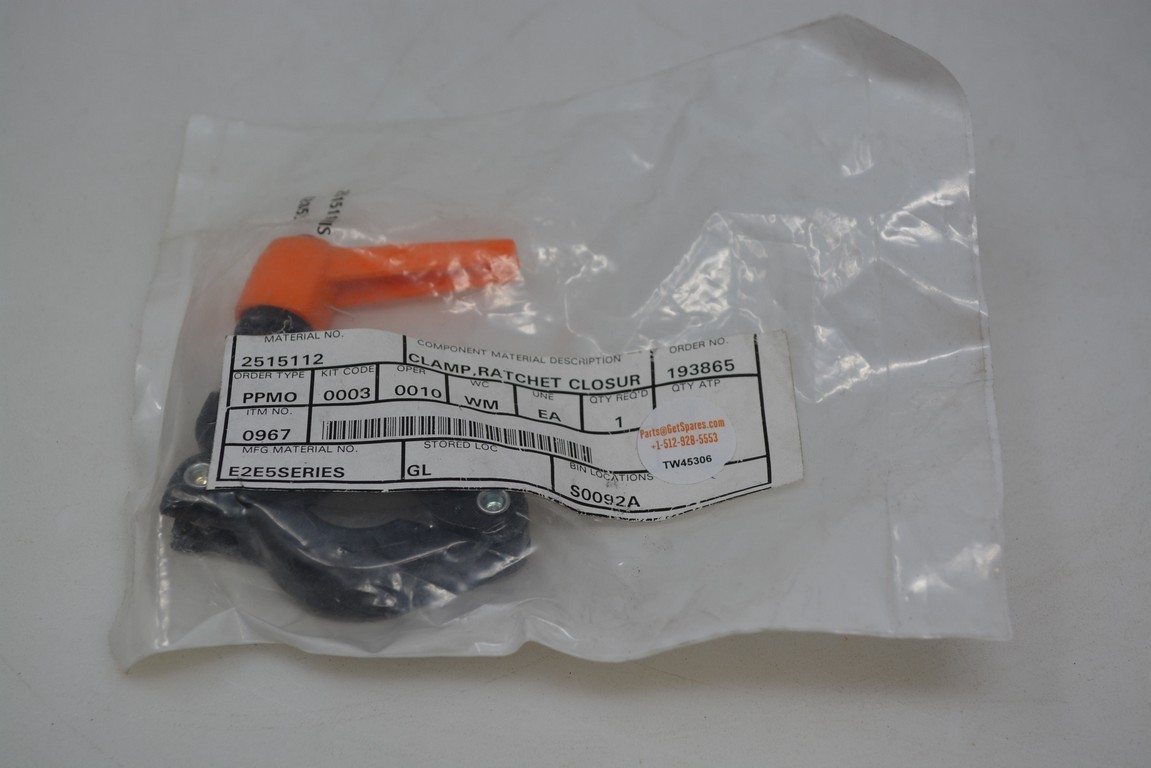 MATERIAL NO. COMPONENT MATERIAL DESCRIPTION ORDER NO.
2515112 CLAMP,RATCHET CLOSUR 193865
ORDER TYPE KIT CODE OPER WC UNE QTY REQ'D QTY ATP
PPMO 0003 0010 WM EA 1
ITM NO.
0967
Parts@GetSpares.com
+1-512-928-5553
TW45306
MFG MATERIAL NO. STORED LOC BIN LOCATIONS
E2E5SERIES GL S0092A